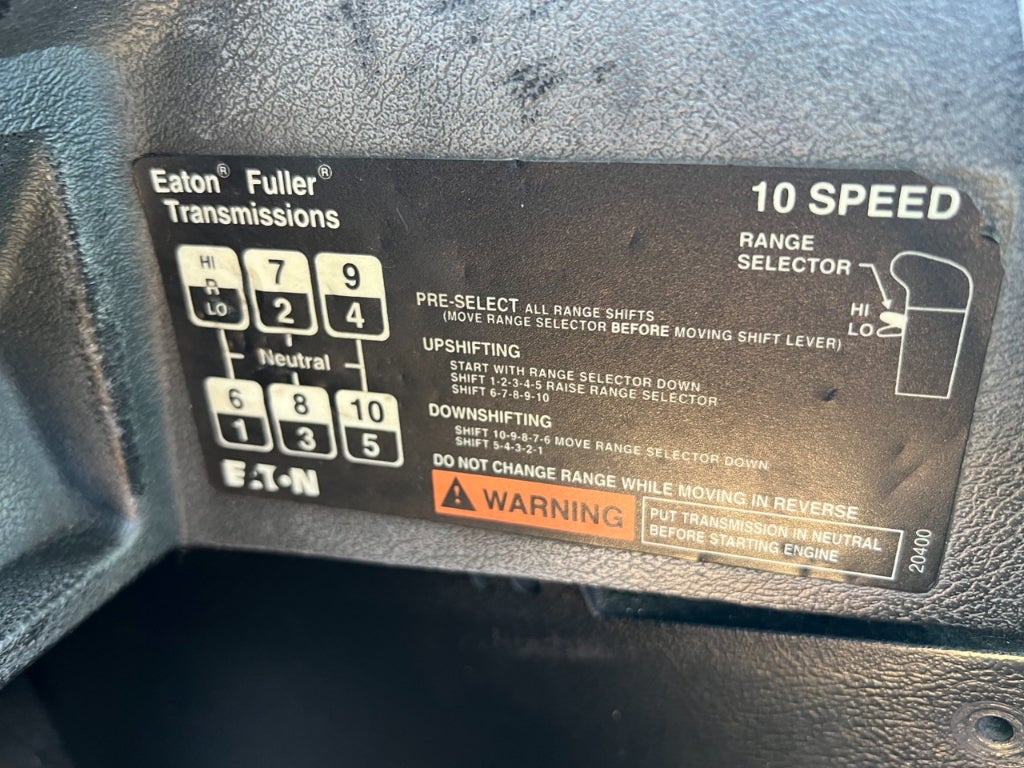 Eaton® Fuller®
Transmissions
10 SPEED
RANGE
SELECTOR
HI
LO
HI 7 9
R
LO 2 4
Neutral
6 8 10
1 3 5
EATON
PRE-SELECT ALL RANGE SHIFTS
(MOVE RANGE SELECTOR BEFORE MOVING SHIFT LEVER)
UPSHIFTING
START WITH RANGE SELECTOR DOWN
SHIFT 1-2-3-4-5 RAISE RANGE SELECTOR
SHIFT 6-7-8-9-10
DOWNSHIFTING
SHIFT 10-9-8-7-6 MOVE RANGE SELECTOR DOWN
SHIFT 5-4-3-2-1
DO NOT CHANGE RANGE WHILE MOVING IN REVERSE
WARNING
PUT TRANSMISSION IN NEUTRAL
BEFORE STARTING ENGINE
20400